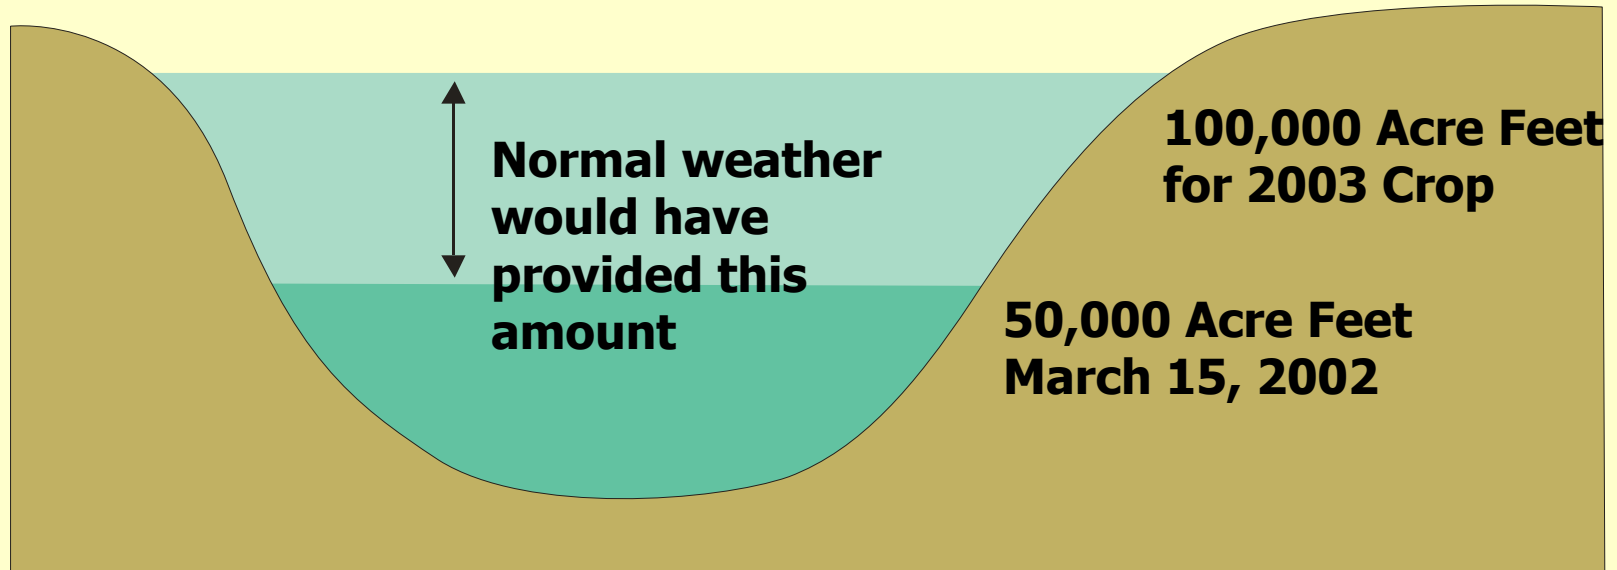 Normal weather
would have
provided this
amount
100,000 Acre Feet
for 2003 Crop
50,000 Acre Feet
March 15, 2002